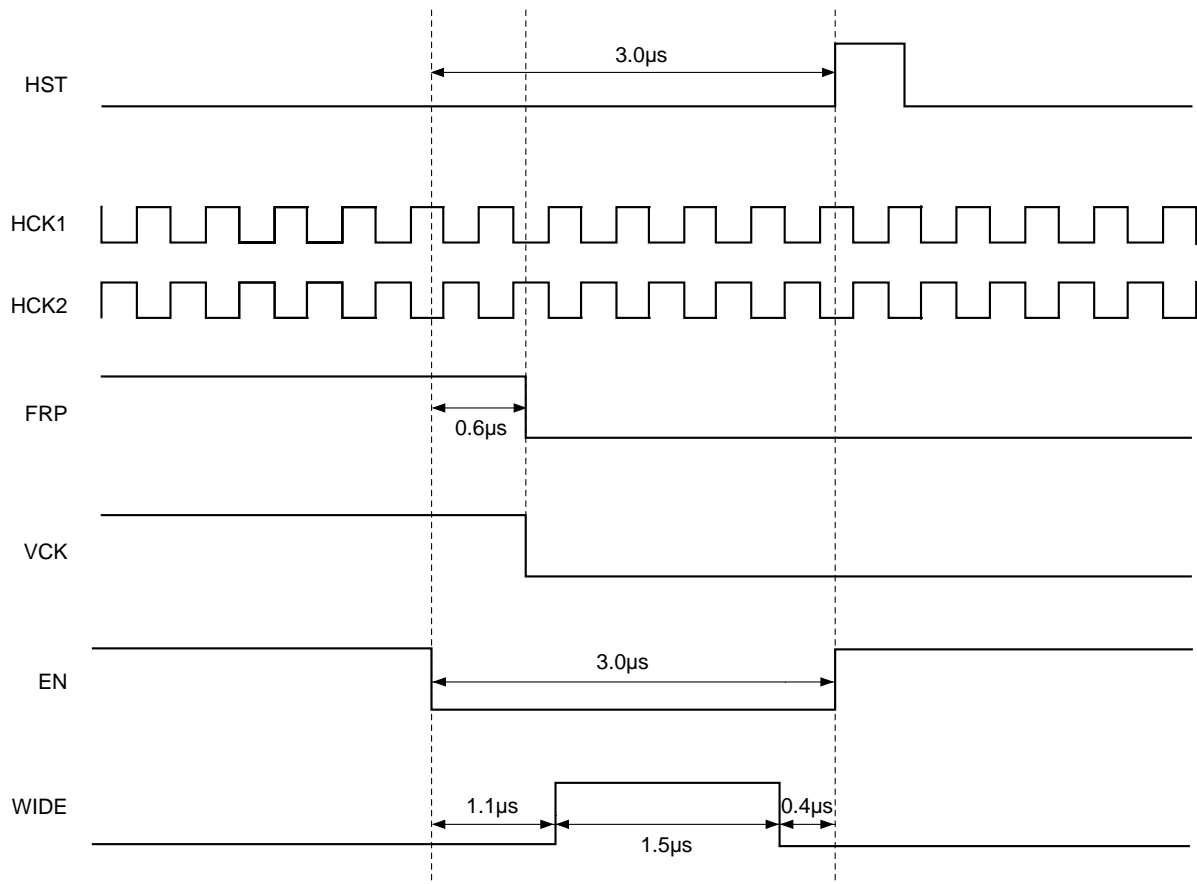 3.0µs
HST
HCK1
HCK2
FRP
0.6µs
VCK
3.0µs
EN
WIDE
1.1µs
0.4µs
1.5µs